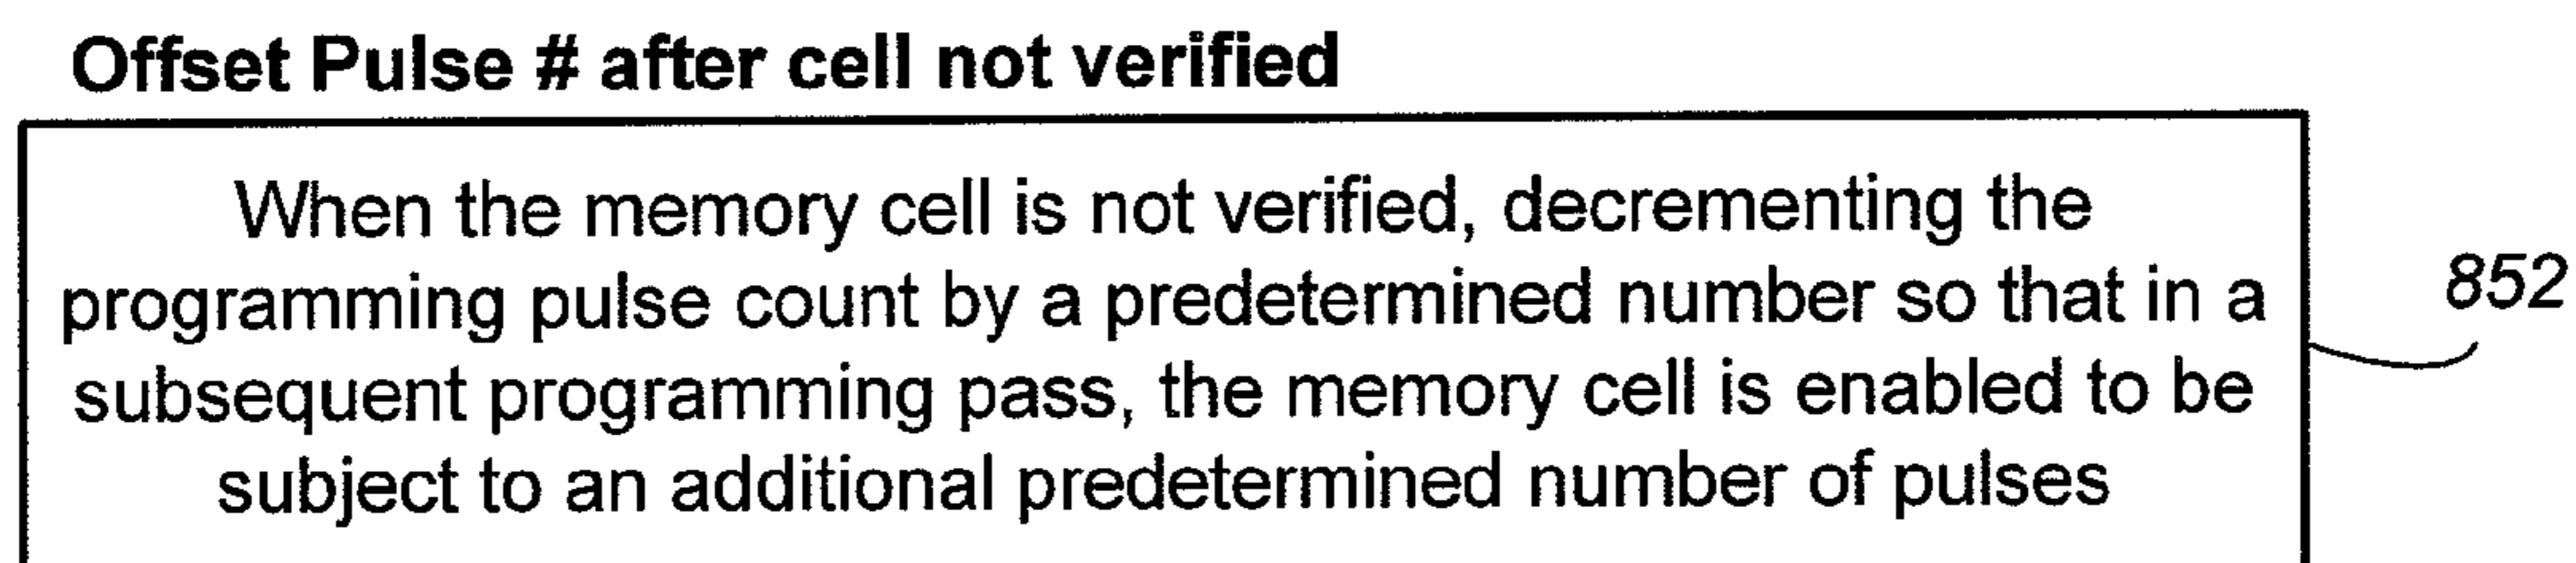 Offset Pulse # after cell not verified
When the memory cell is not verified, decrementing the
programming pulse count by a predetermined number so that in a
subsequent programming pass, the memory cell is enabled to be
subject to an additional predetermined number of pulses
852